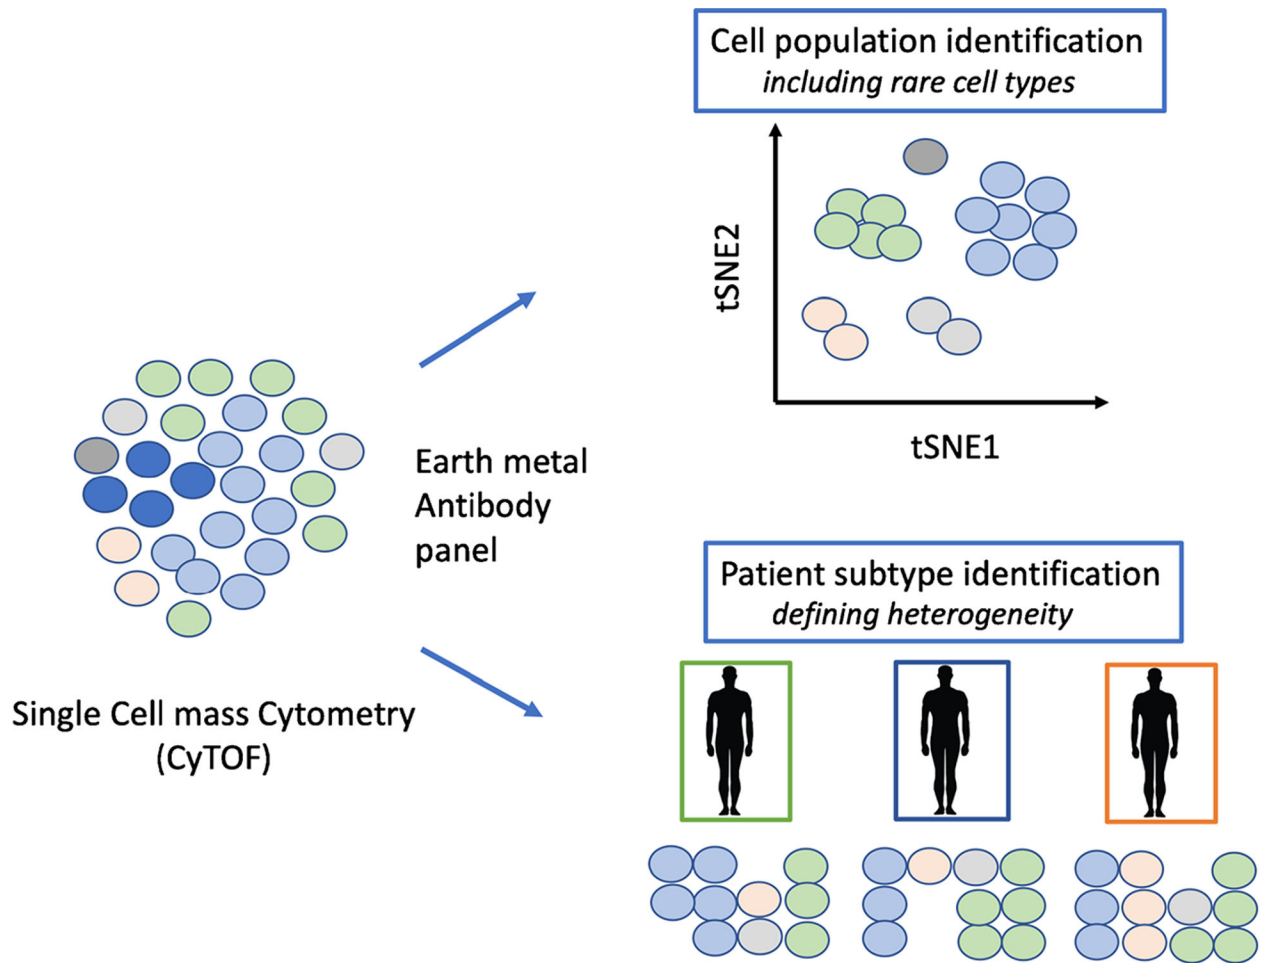 Cell population identification
including rare cell types
tSNE2
tSNE1
Earth metal
Antibody
panel
Single Cell mass Cytometry
(CyTOF)
Patient subtype identification
defining heterogeneity